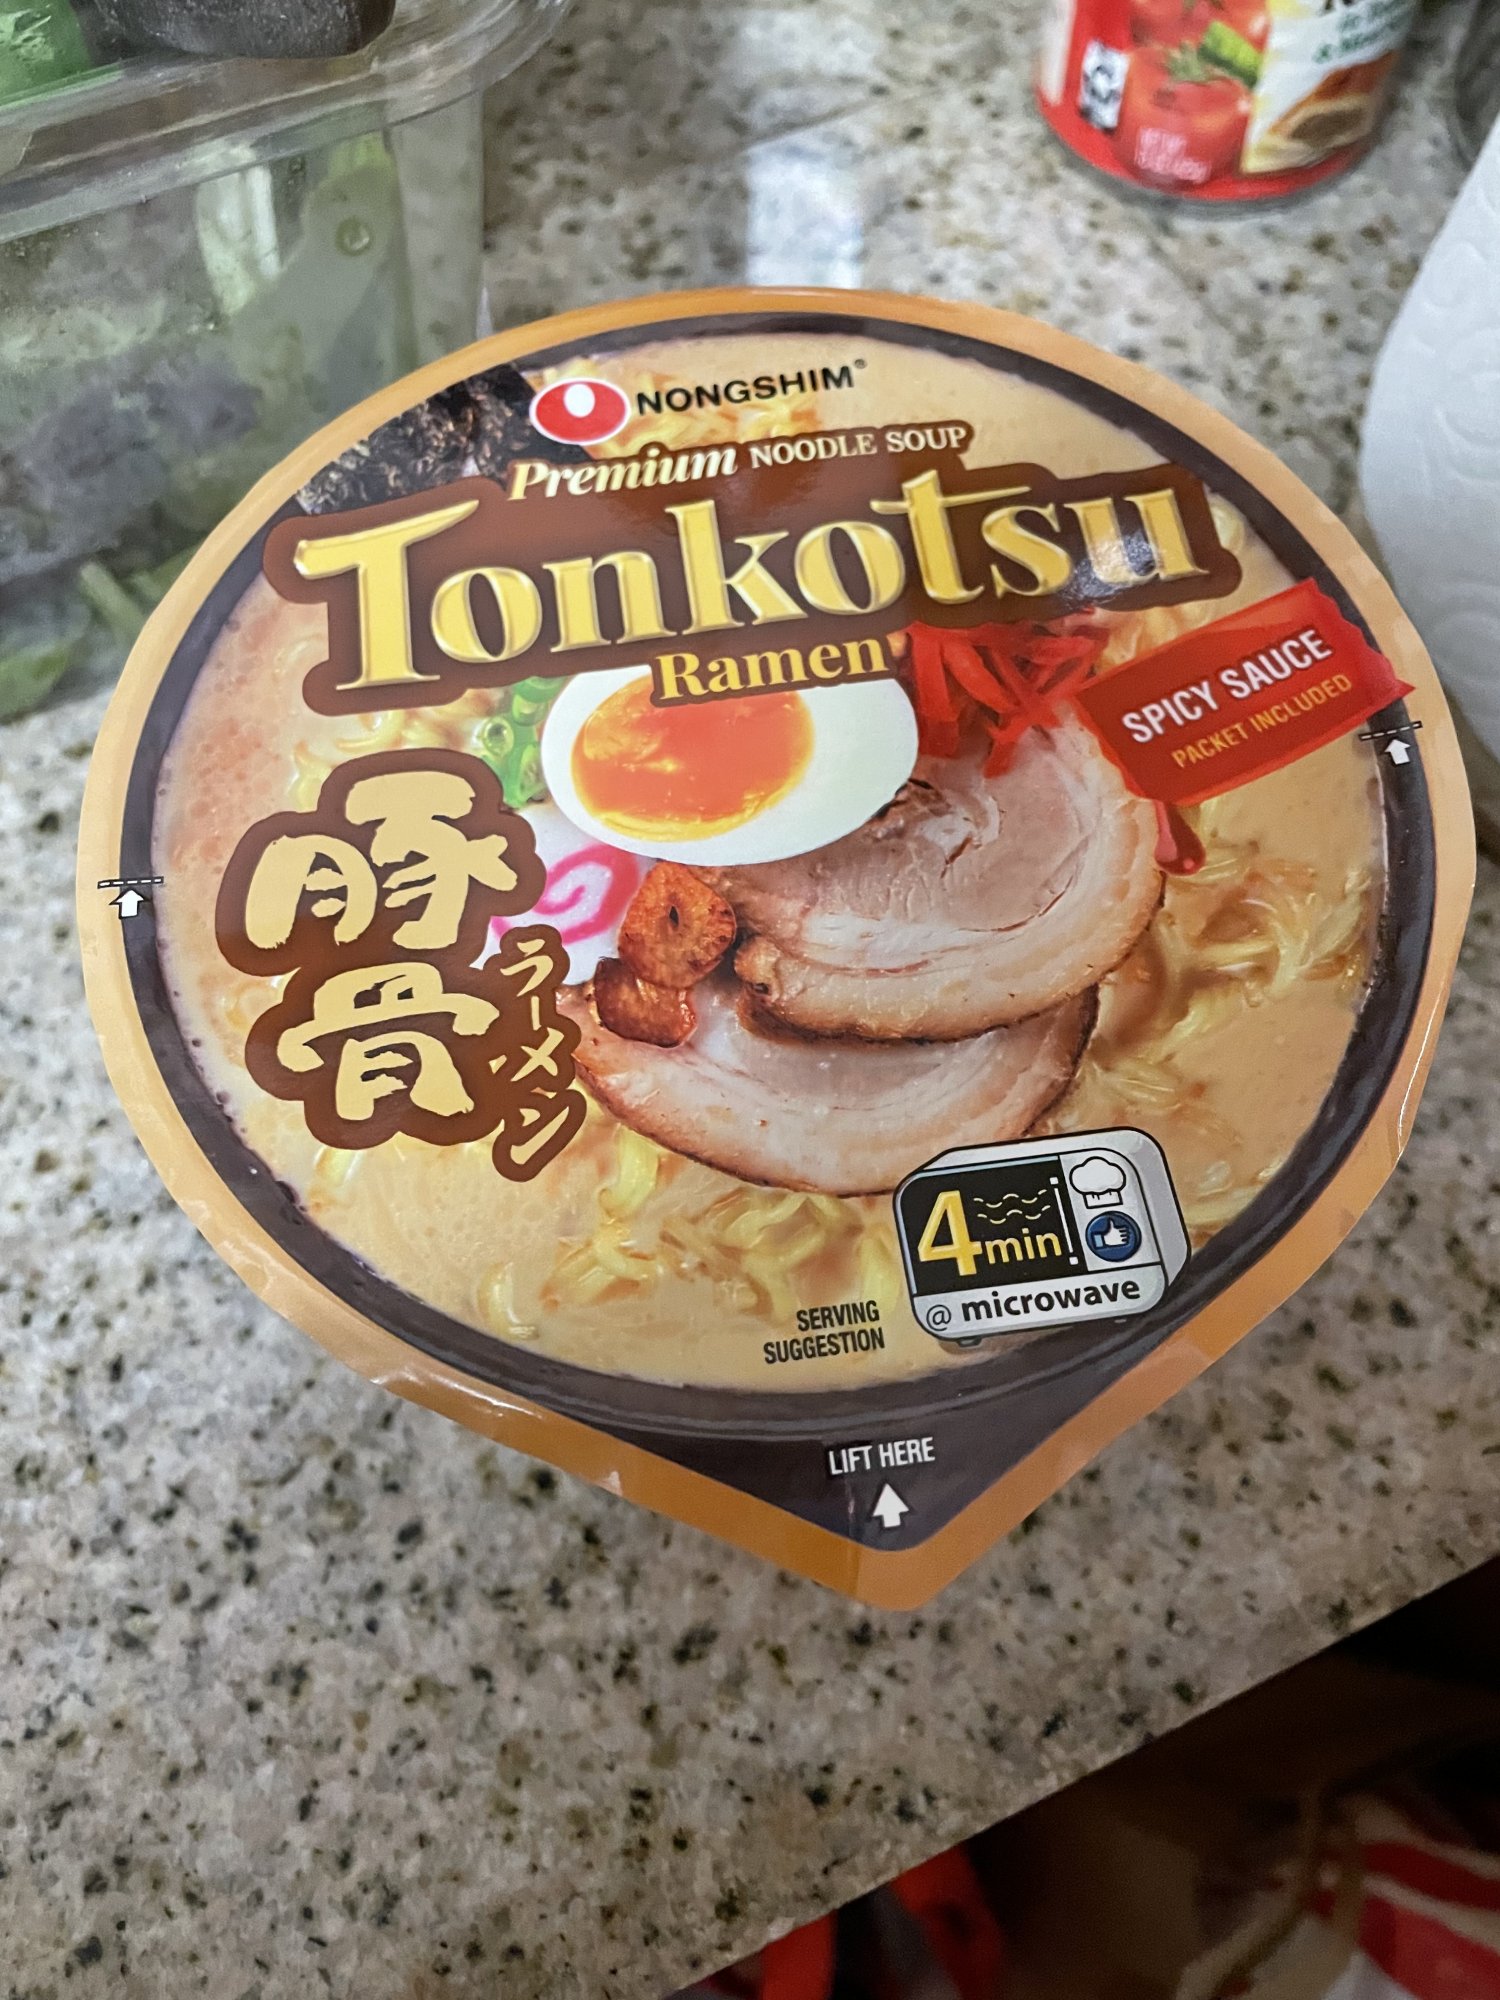 NONGSHIM®
Premium NOODLE SOUP
Tonkotsu
Ramen
SPICY SAUCE
PACKET INCLUDED
豚骨
ラーメン
4min
@ microwave
SERVING
SUGGESTION
LIFT HERE